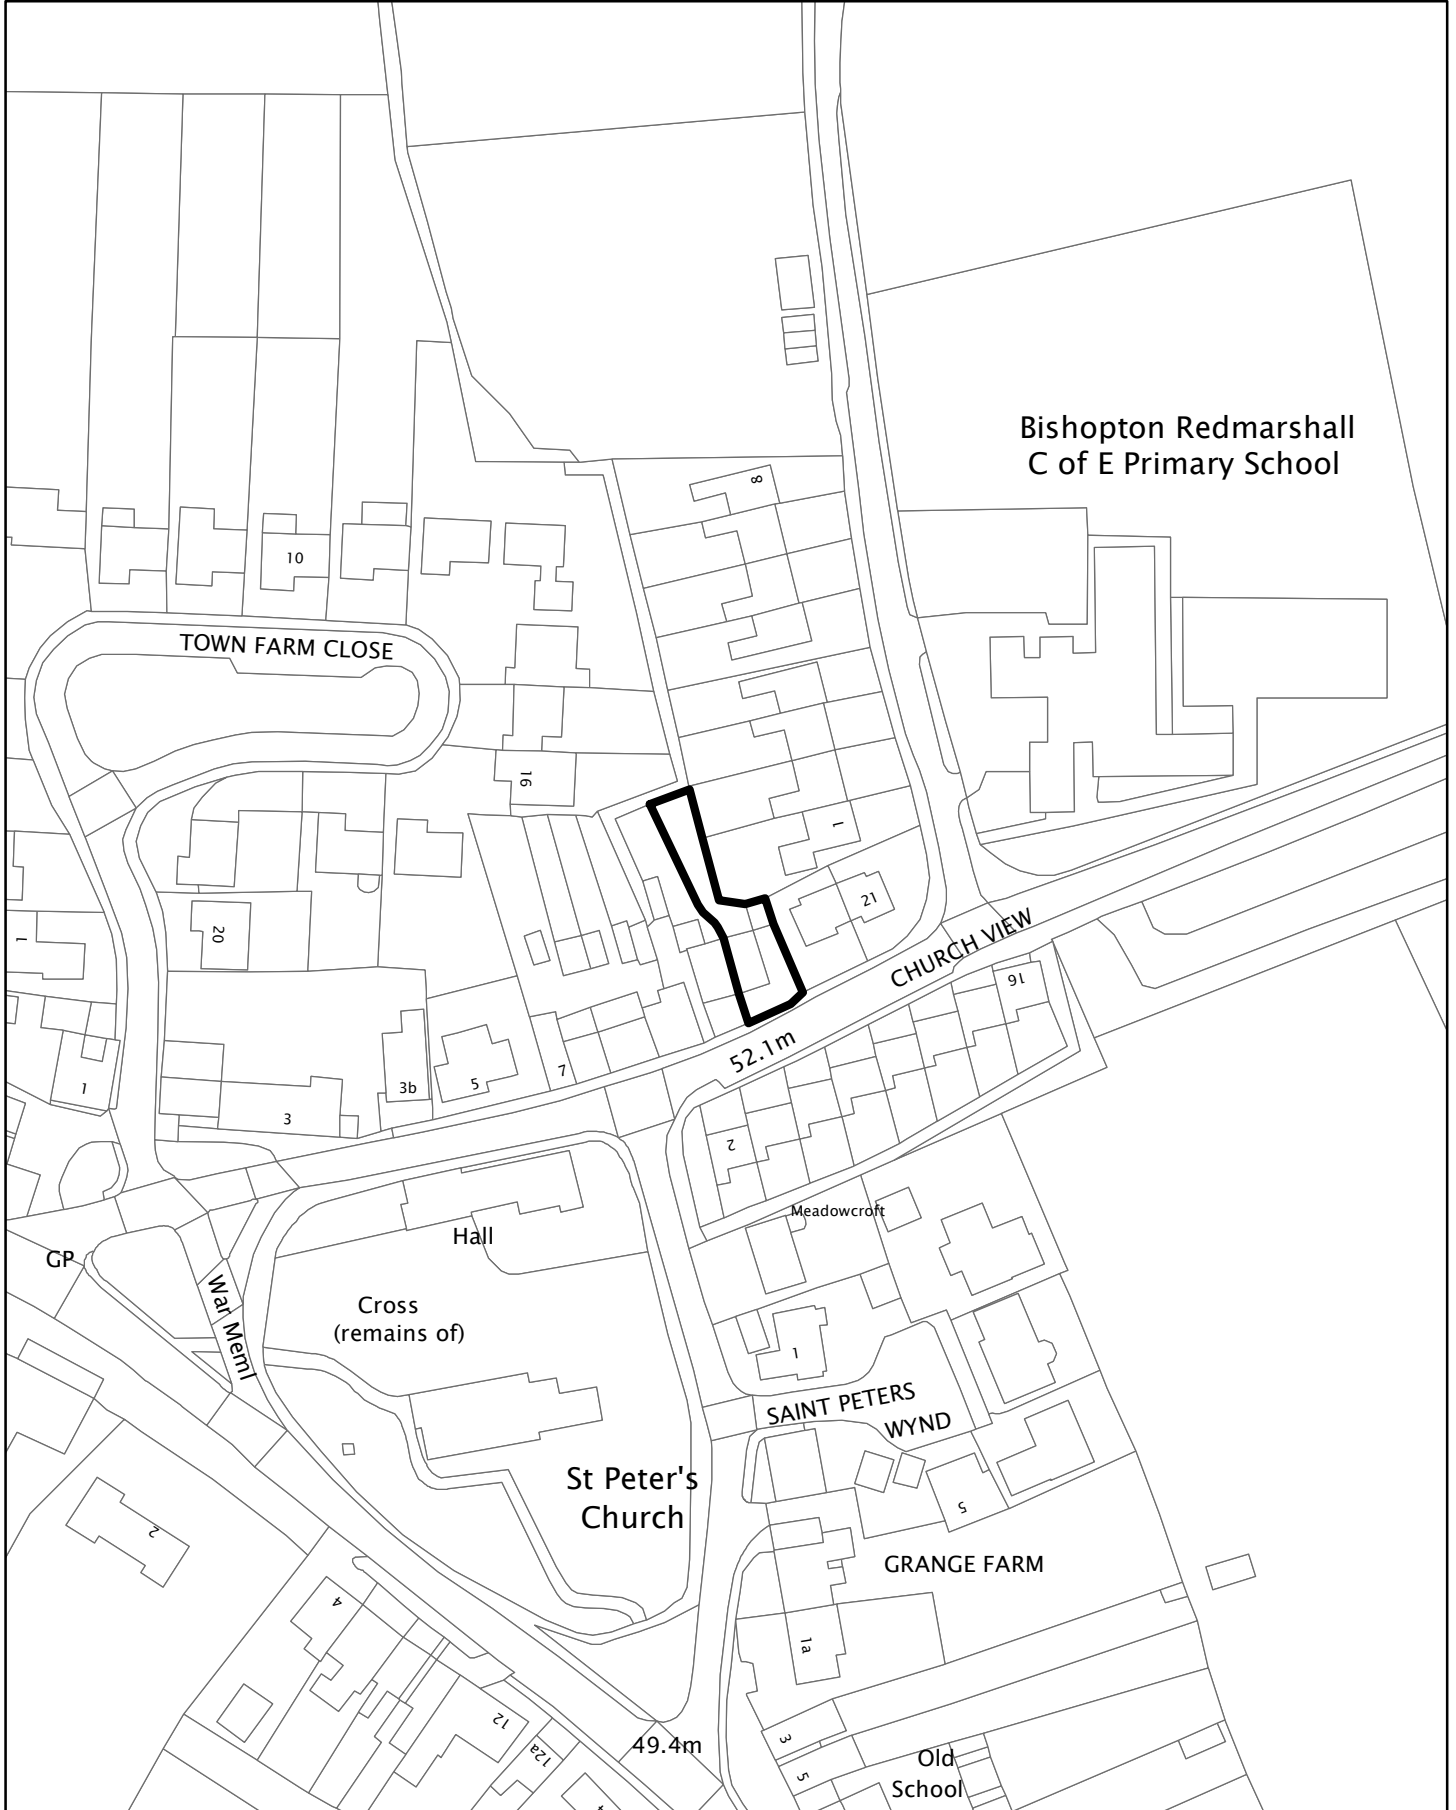 Bishopton Redmarshall
C of E Primary School
8
10
TOWN FARM CLOSE
16
1
20
21
1
CHURCH VIEW
16
52.1m
7
5
3b
1
3
2
Meadowcroft
Hall
GP
War Meml
Cross
(remains of)
1
SAINT PETERS
WYND
St Peter's
Church
5
2
GRANGE FARM
4
1a
12
12a
49.4m
3
5
Old
School